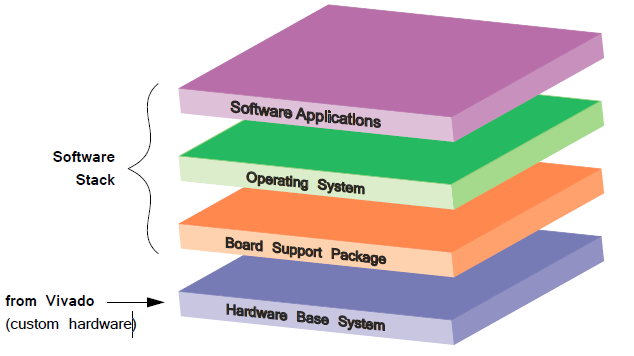 Software Applications
Software
Stack
Operating System
Board Support Package
from Vivado
(custom hardware)
Hardware Base System